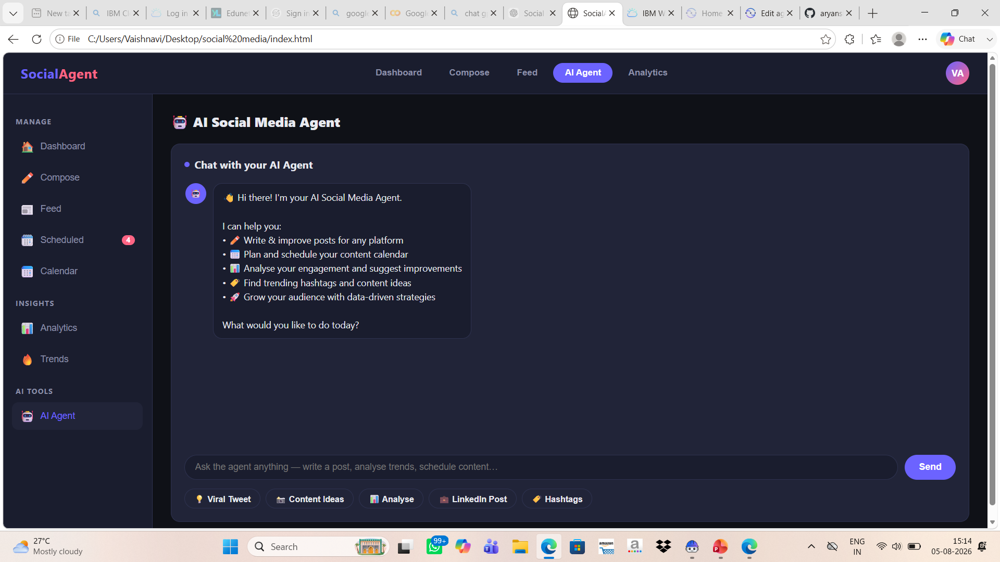 New ta
IBM Cl
Log in
Edunet
Sign in
google
Google
chat g
Social
SocialA
IBM W
Home
Edit ag
aryans
File C:/Users/Vaishnavi/Desktop/social%20media/index.html
Chat
SocialAgent
Dashboard
Compose
Feed
AI Agent
Analytics
VA
MANAGE
Dashboard
Compose
Feed
Scheduled 4
Calendar
INSIGHTS
Analytics
Trends
AI TOOLS
AI Agent
AI Social Media Agent
Chat with your AI Agent
👋 Hi there! I'm your AI Social Media Agent.
I can help you:
• ✏️ Write & improve posts for any platform
• 📅 Plan and schedule your content calendar
• 📊 Analyse your engagement and suggest improvements
• 🏷️ Find trending hashtags and content ideas
• 🚀 Grow your audience with data-driven strategies
What would you like to do today?
Ask the agent anything — write a post, analyse trends, schedule content…
Send
💡 Viral Tweet
📸 Content Ideas
📊 Analyse
💼 LinkedIn Post
🏷️ Hashtags
27°C
Mostly cloudy
Search
99+
amazon
a
ENG
IN
15:14
05-08-2026